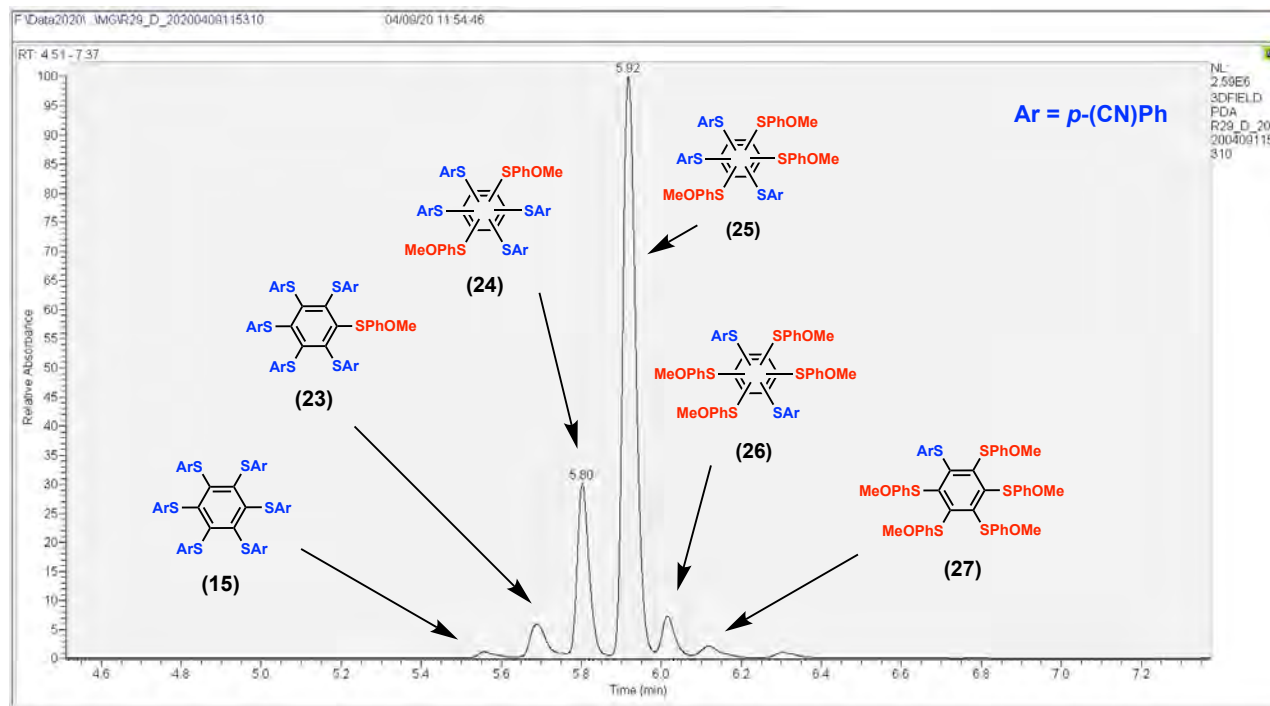 F:\Data2020\...\MG\R29_D_20200409115310 04/09/20 11:54:46
RT: 4.51 - 7.37
NL:
2.59E6
3DFIELD
PDA
R29_D_20
200409115
310
Ar = p-(CN)Ph
Relative Absorbance
100
95
90
85
80
75
70
65
60
55
50
45
40
35
30
25
20
15
10
5
0
5.92
5.80
ArS SPhOMe
ArS SPhOMe
MeOPhS SAr
(25)
ArS SPhOMe
ArS SAr
MeOPhS SAr
(24)
ArS SAr
ArS SPhOMe
ArS SAr
(23)
ArS SPhOMe
MeOPhS SPhOMe
MeOPhS SAr
(26)
ArS SAr
ArS SAr
ArS SAr
(15)
ArS SPhOMe
MeOPhS SPhOMe
MeOPhS SPhOMe
(27)
4.6 4.8 5.0 5.2 5.4 5.6 5.8 6.0 6.2 6.4 6.6 6.8 7.0 7.2
Time (min)